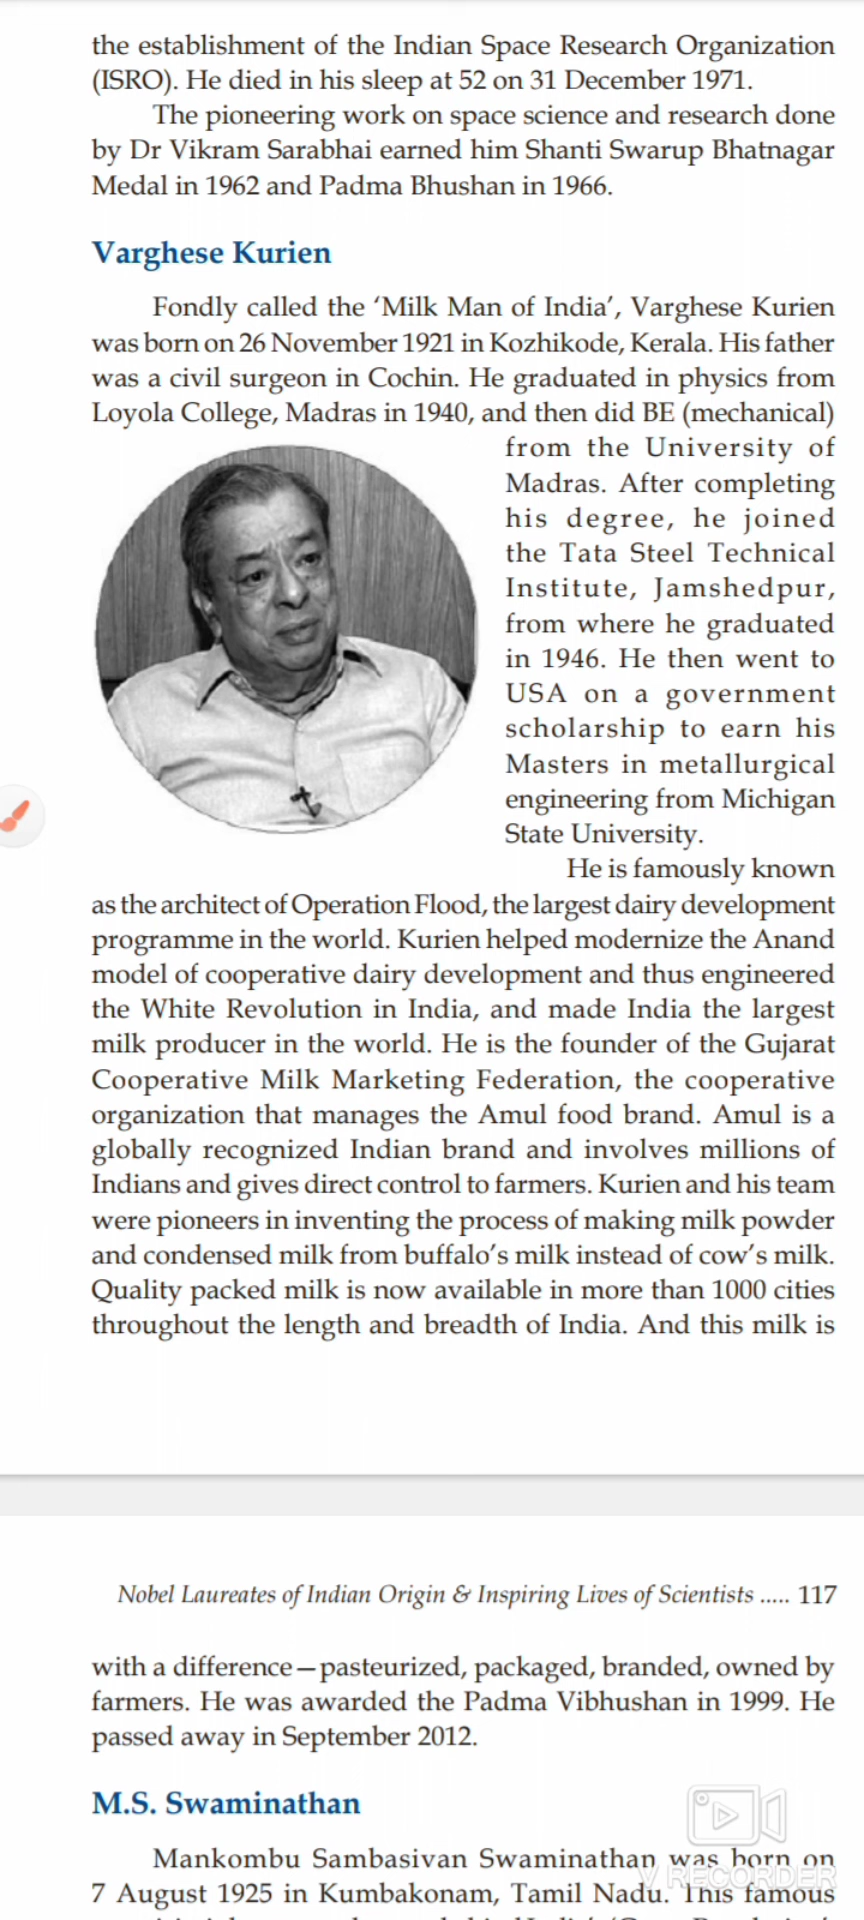 the establishment of the Indian Space Research Organization
(ISRO). He died in his sleep at 52 on 31 December 1971.
The pioneering work on space science and research done
by Dr Vikram Sarabhai earned him Shanti Swarup Bhatnagar
Medal in 1962 and Padma Bhushan in 1966.
Varghese Kurien
Fondly called the ‘Milk Man of India’, Varghese Kurien
was born on 26 November 1921 in Kozhikode, Kerala. His father
was a civil surgeon in Cochin. He graduated in physics from
Loyola College, Madras in 1940, and then did BE (mechanical)
from the University of
Madras. After completing
his degree, he joined
the Tata Steel Technical
Institute, Jamshedpur,
from where he graduated
in 1946. He then went to
USA on a government
scholarship to earn his
Masters in metallurgical
engineering from Michigan
State University.
He is famously known
as the architect of Operation Flood, the largest dairy development
programme in the world. Kurien helped modernize the Anand
model of cooperative dairy development and thus engineered
the White Revolution in India, and made India the largest
milk producer in the world. He is the founder of the Gujarat
Cooperative Milk Marketing Federation, the cooperative
organization that manages the Amul food brand. Amul is a
globally recognized Indian brand and involves millions of
Indians and gives direct control to farmers. Kurien and his team
were pioneers in inventing the process of making milk powder
and condensed milk from buffalo’s milk instead of cow’s milk.
Quality packed milk is now available in more than 1000 cities
throughout the length and breadth of India. And this milk is
Nobel Laureates of Indian Origin & Inspiring Lives of Scientists ..... 117
with a difference—pasteurized, packaged, branded, owned by
farmers. He was awarded the Padma Vibhushan in 1999. He
passed away in September 2012.
M.S. Swaminathan
Mankombu Sambasivan Swaminathan was born on
7 August 1925 in Kumbakonam, Tamil Nadu. This famous
V RECORDER